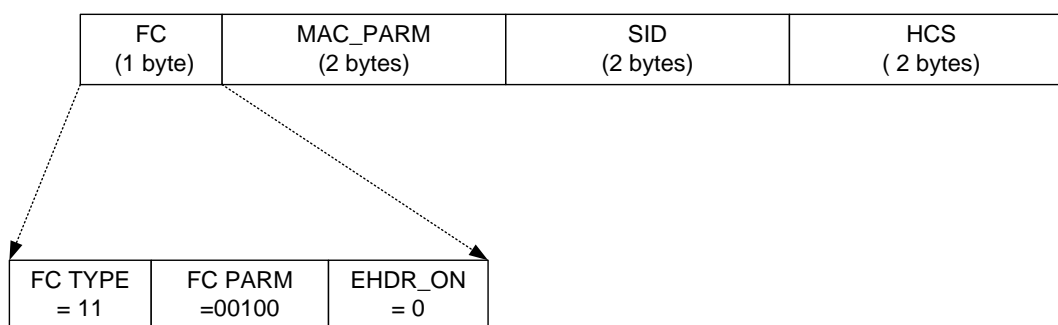 FC
(1 byte)
MAC_PARM
(2 bytes)
SID
(2 bytes)
HCS
( 2 bytes)
FC TYPE
= 11
FC PARM
=00100
EHDR_ON
= 0